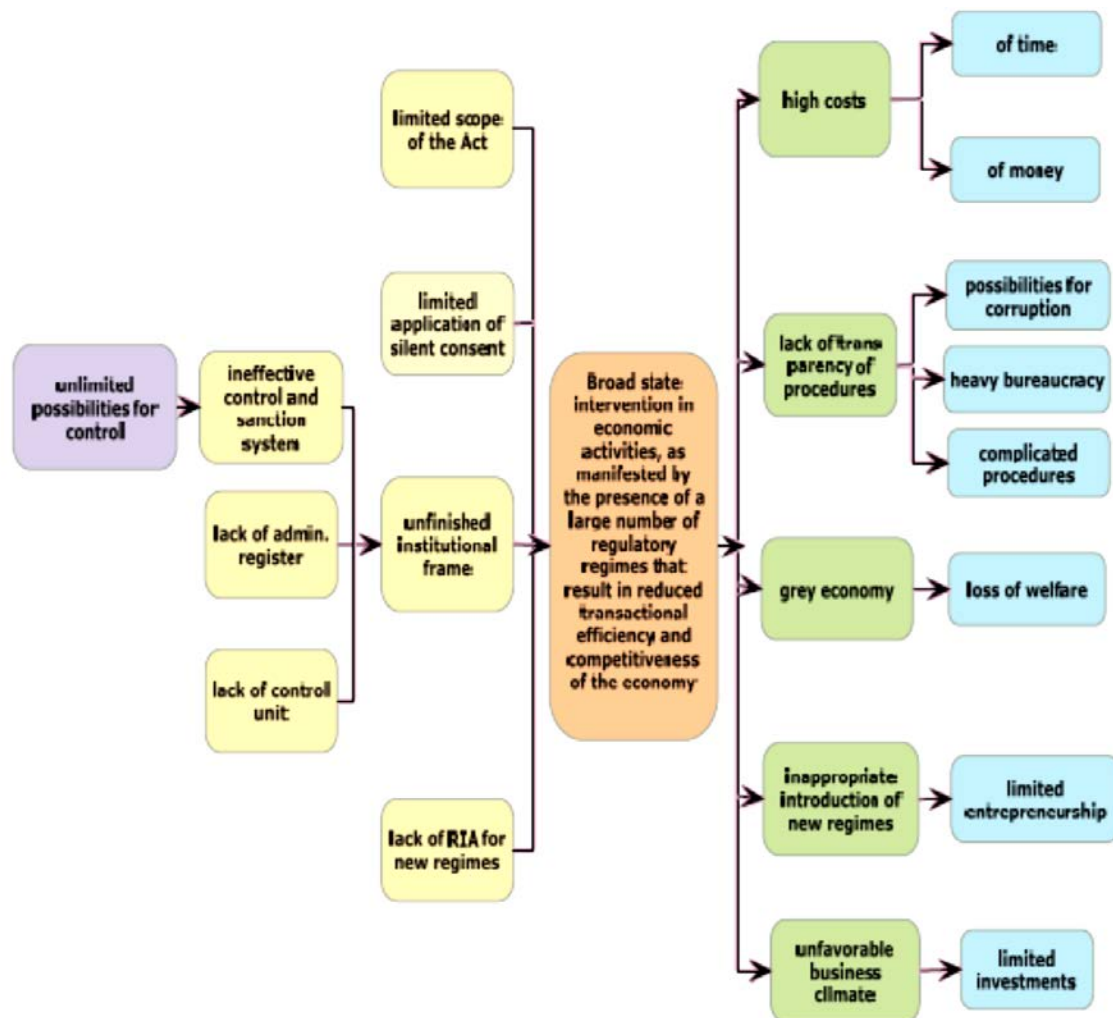 unlimited
possibilities for
control
ineffective
control and
sanction
system
lack of admin.
register
lack of control
unit
limited scope
of the Act
limited
application of
silent consent
unfinished
institutional
frame
lack of RIA for
new regimes
Broad state
intervention in
economic
activities, as
manifested by
the presence of a
large number of
regulatory
regimes that
result in reduced
transactional
efficiency and
competitiveness
of the economy
high costs
of time
of money
lack of trans
parency of
procedures
possibilities for
corruption
heavy bureaucracy
complicated
procedures
grey economy
loss of welfare
inappropriate
introduction of
new regimes
limited
entrepreneurship
unfavorable
business
climate
limited
investments